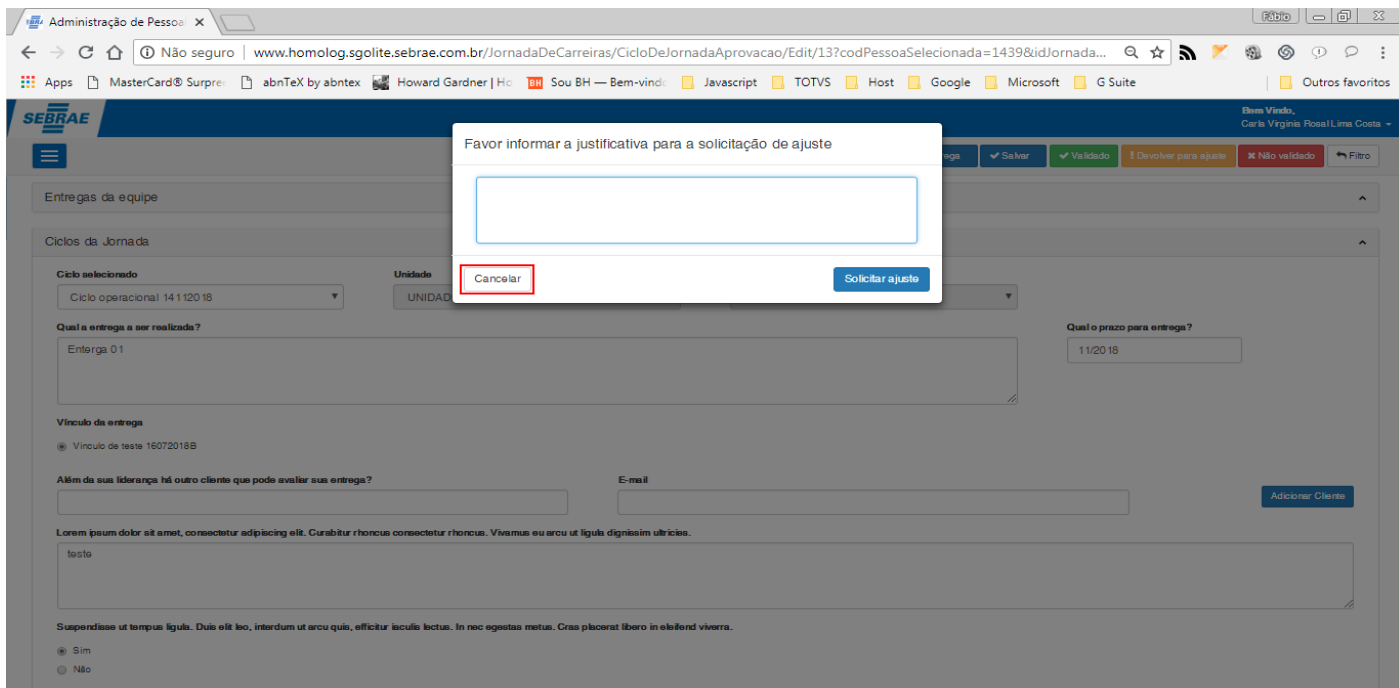 Administração de Pessoal
Fábio
Não seguro | www.homolog.sgolite.sebrae.com.br/JornadaDeCarreiras/CicloDeJornadaAprovacao/Edit/13?codPessoaSelecionada=1439&idJornada...
Apps MasterCard® Surpree abnTeX by abntex Howard Gardner | Ho Sou BH — Bem-vindo Javascript TOTVS Host Google Microsoft G Suite Outros favoritos
SEBRAE
Bem Vindo,
Carla Virginia Rosal Lima Costa
Favor informar a justificativa para a solicitação de ajuste
rega Salvar Validado ! Devolver para ajuste Não validado Filtro
Entregas da equipe
Ciclos da Jornada
Cancelar Solicitar ajuste
Ciclo selecionado Unidade
Ciclo operacional 14112018 UNIDAD
Qual a entrega a ser realizada? Qual o prazo para entrega?
Enterga 01 11/2018
Vínculo da entrega
Vinculo de teste 16072018B
Além da sua liderança há outro cliente que pode avaliar sua entrega? E-mail
Adicionar Cliente
Lorem ipsum dolor sit amet, consectetur adipiscing elit. Curabitur rhoncus consectetur rhoncus. Vivamus eu arcu ut ligula dignissim ultricies.
teste
Suspendisse ut tempus ligula. Duis elit leo, interdum ut arcu quis, efficitur iaculis lectus. In nec egestas metus. Cras placerat libero in eleifend viverra.
Sim
Não